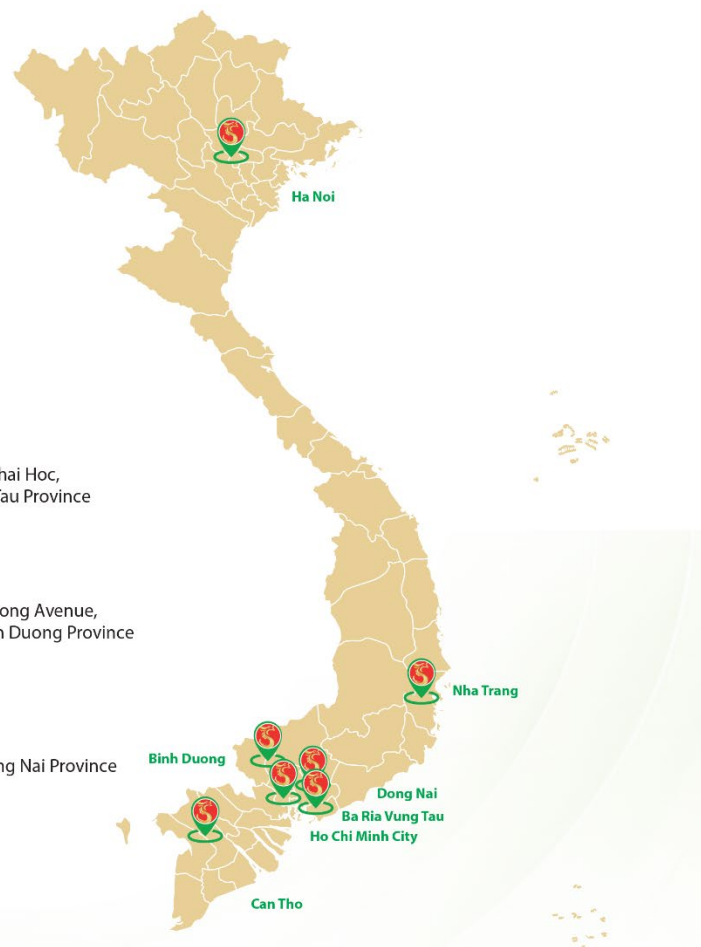 Ha Noi
hai Hoc,
au Province
ong Avenue,
Duong Province
Nha Trang
Binh Duong
ng Nai Province
Dong Nai
Ba Ria Vung Tau
Ho Chi Minh City
Can Tho